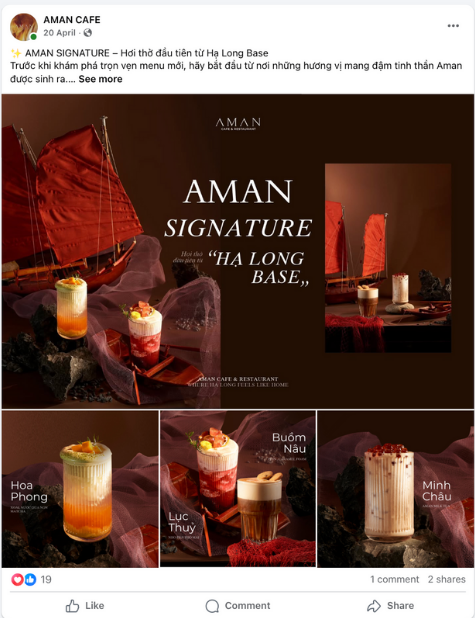 AMAN CAFE
20 April ·
✨ AMAN SIGNATURE – Hơi thở đầu tiên từ Hạ Long Base
Trước khi khám phá trọn vẹn menu mới, hãy bắt đầu từ nơi những hương vị mang đậm tinh thần Aman
được sinh ra.... See more
AMAN
CAFE & RESTAURANT
AMAN
SIGNATURE
Hơi thở
đầu tiên từ
“HẠ LONG
BASE„
AMAN CAFE & RESTAURANT
WHERE HA LONG FEELS LIKE HOME
Hoa
Phong
Buồm
Nâu
Lục
Thuỷ
Minh
Châu
19
1 comment 2 shares
Like
Comment
Share